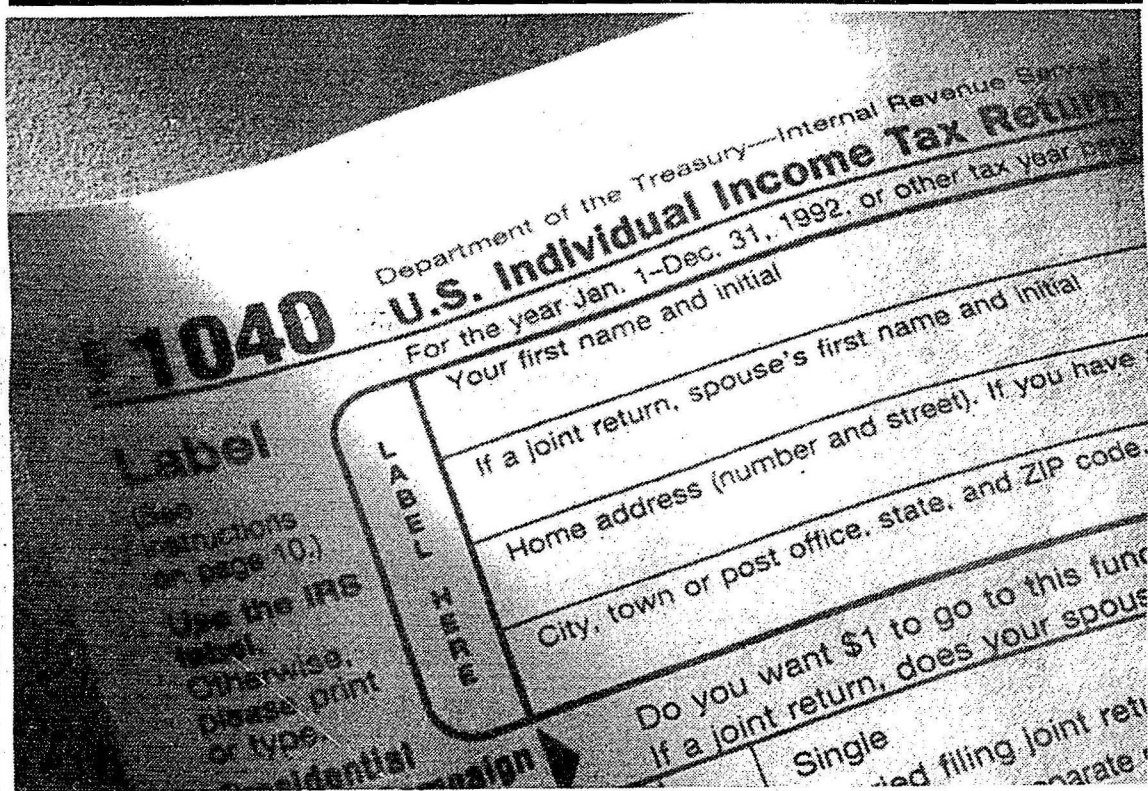 Department of the Treasury—Internal Revenue Service
1040 U.S. Individual Income Tax Return
For the year Jan. 1–Dec. 31, 1992, or other tax year
Label
(See
instructions
on page 10.)
Use the IRS
label.
Otherwise,
please print
or type.
LABEL HERE
Your first name and initial
If a joint return, spouse's first name and initial
Home address (number and street). If you have
City, town or post office, state, and ZIP code.
Do you want $1 to go to this fund
If a joint return, does your spous
Single
ied filing joint retu
parate